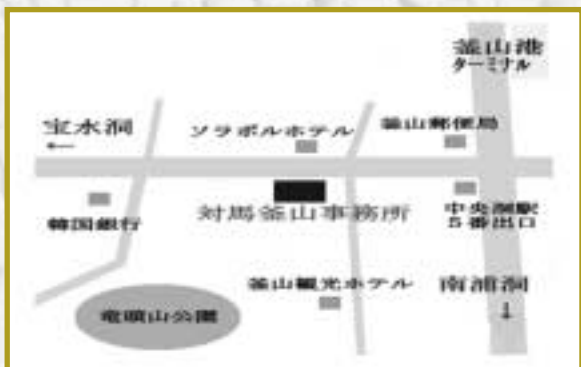 釜山港
ターミナル
宝水洞
←
ソラボルホテル
釜山郵便局
韓国銀行
対馬釜山事務所
中央洞駅
5番出口
釜山観光ホテル
南浦洞
↓
竜頭山公園